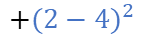 +(2 − 4)²